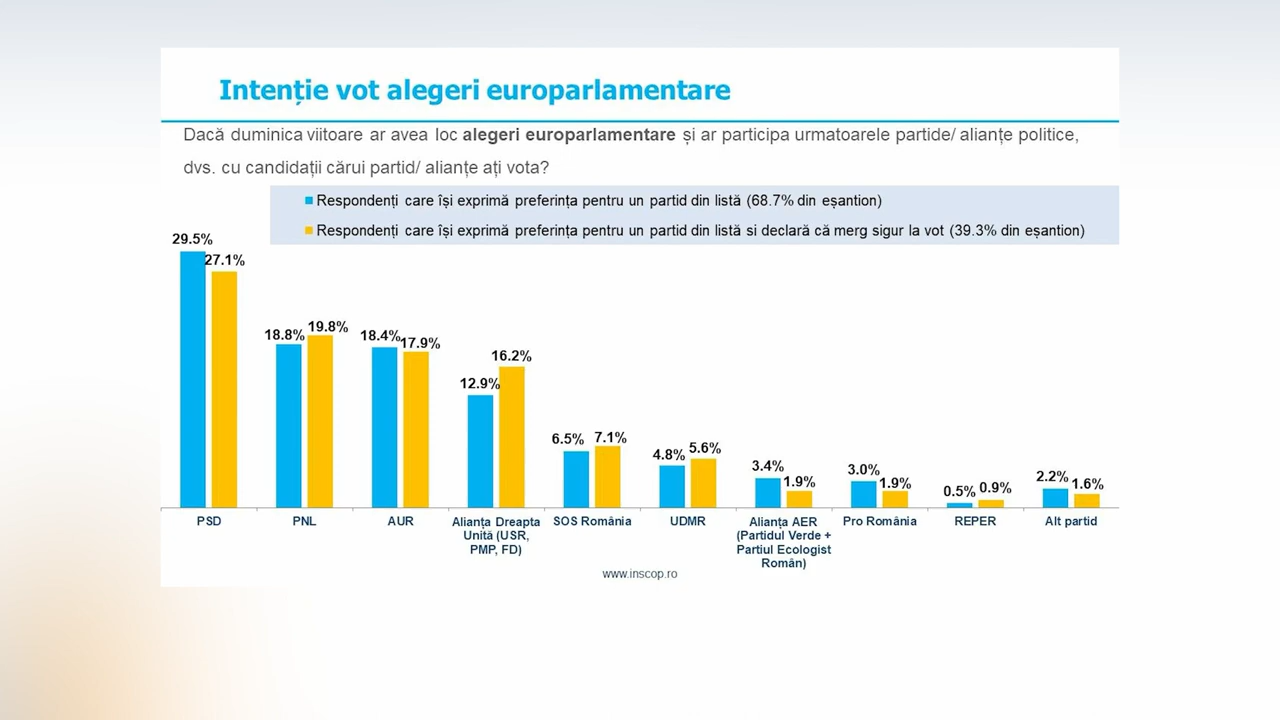 Intenție vot alegeri europarlamentare
Dacă duminica viitoare ar avea loc alegeri europarlamentare și ar participa urmatoarele partide/ alianțe politice,
dvs. cu candidații cărui partid/ alianțe ați vota?
Respondenți care își exprimă preferința pentru un partid din listă (68.7% din eșantion)
Respondenți care își exprimă preferința pentru un partid din listă si declară că merg sigur la vot (39.3% din eșantion)
29.5%
27.1%
18.8%
19.8%
18.4%
17.9%
12.9%
16.2%
6.5%
7.1%
4.8%
5.6%
3.4%
1.9%
3.0%
1.9%
0.5%
0.9%
2.2%
1.6%
PSD
PNL
AUR
Alianța Dreapta
Unită (USR,
PMP, FD)
SOS România
UDMR
Alianța AER
(Partidul Verde +
Partiul Ecologist
Român)
Pro România
REPER
Alt partid
www.inscop.ro